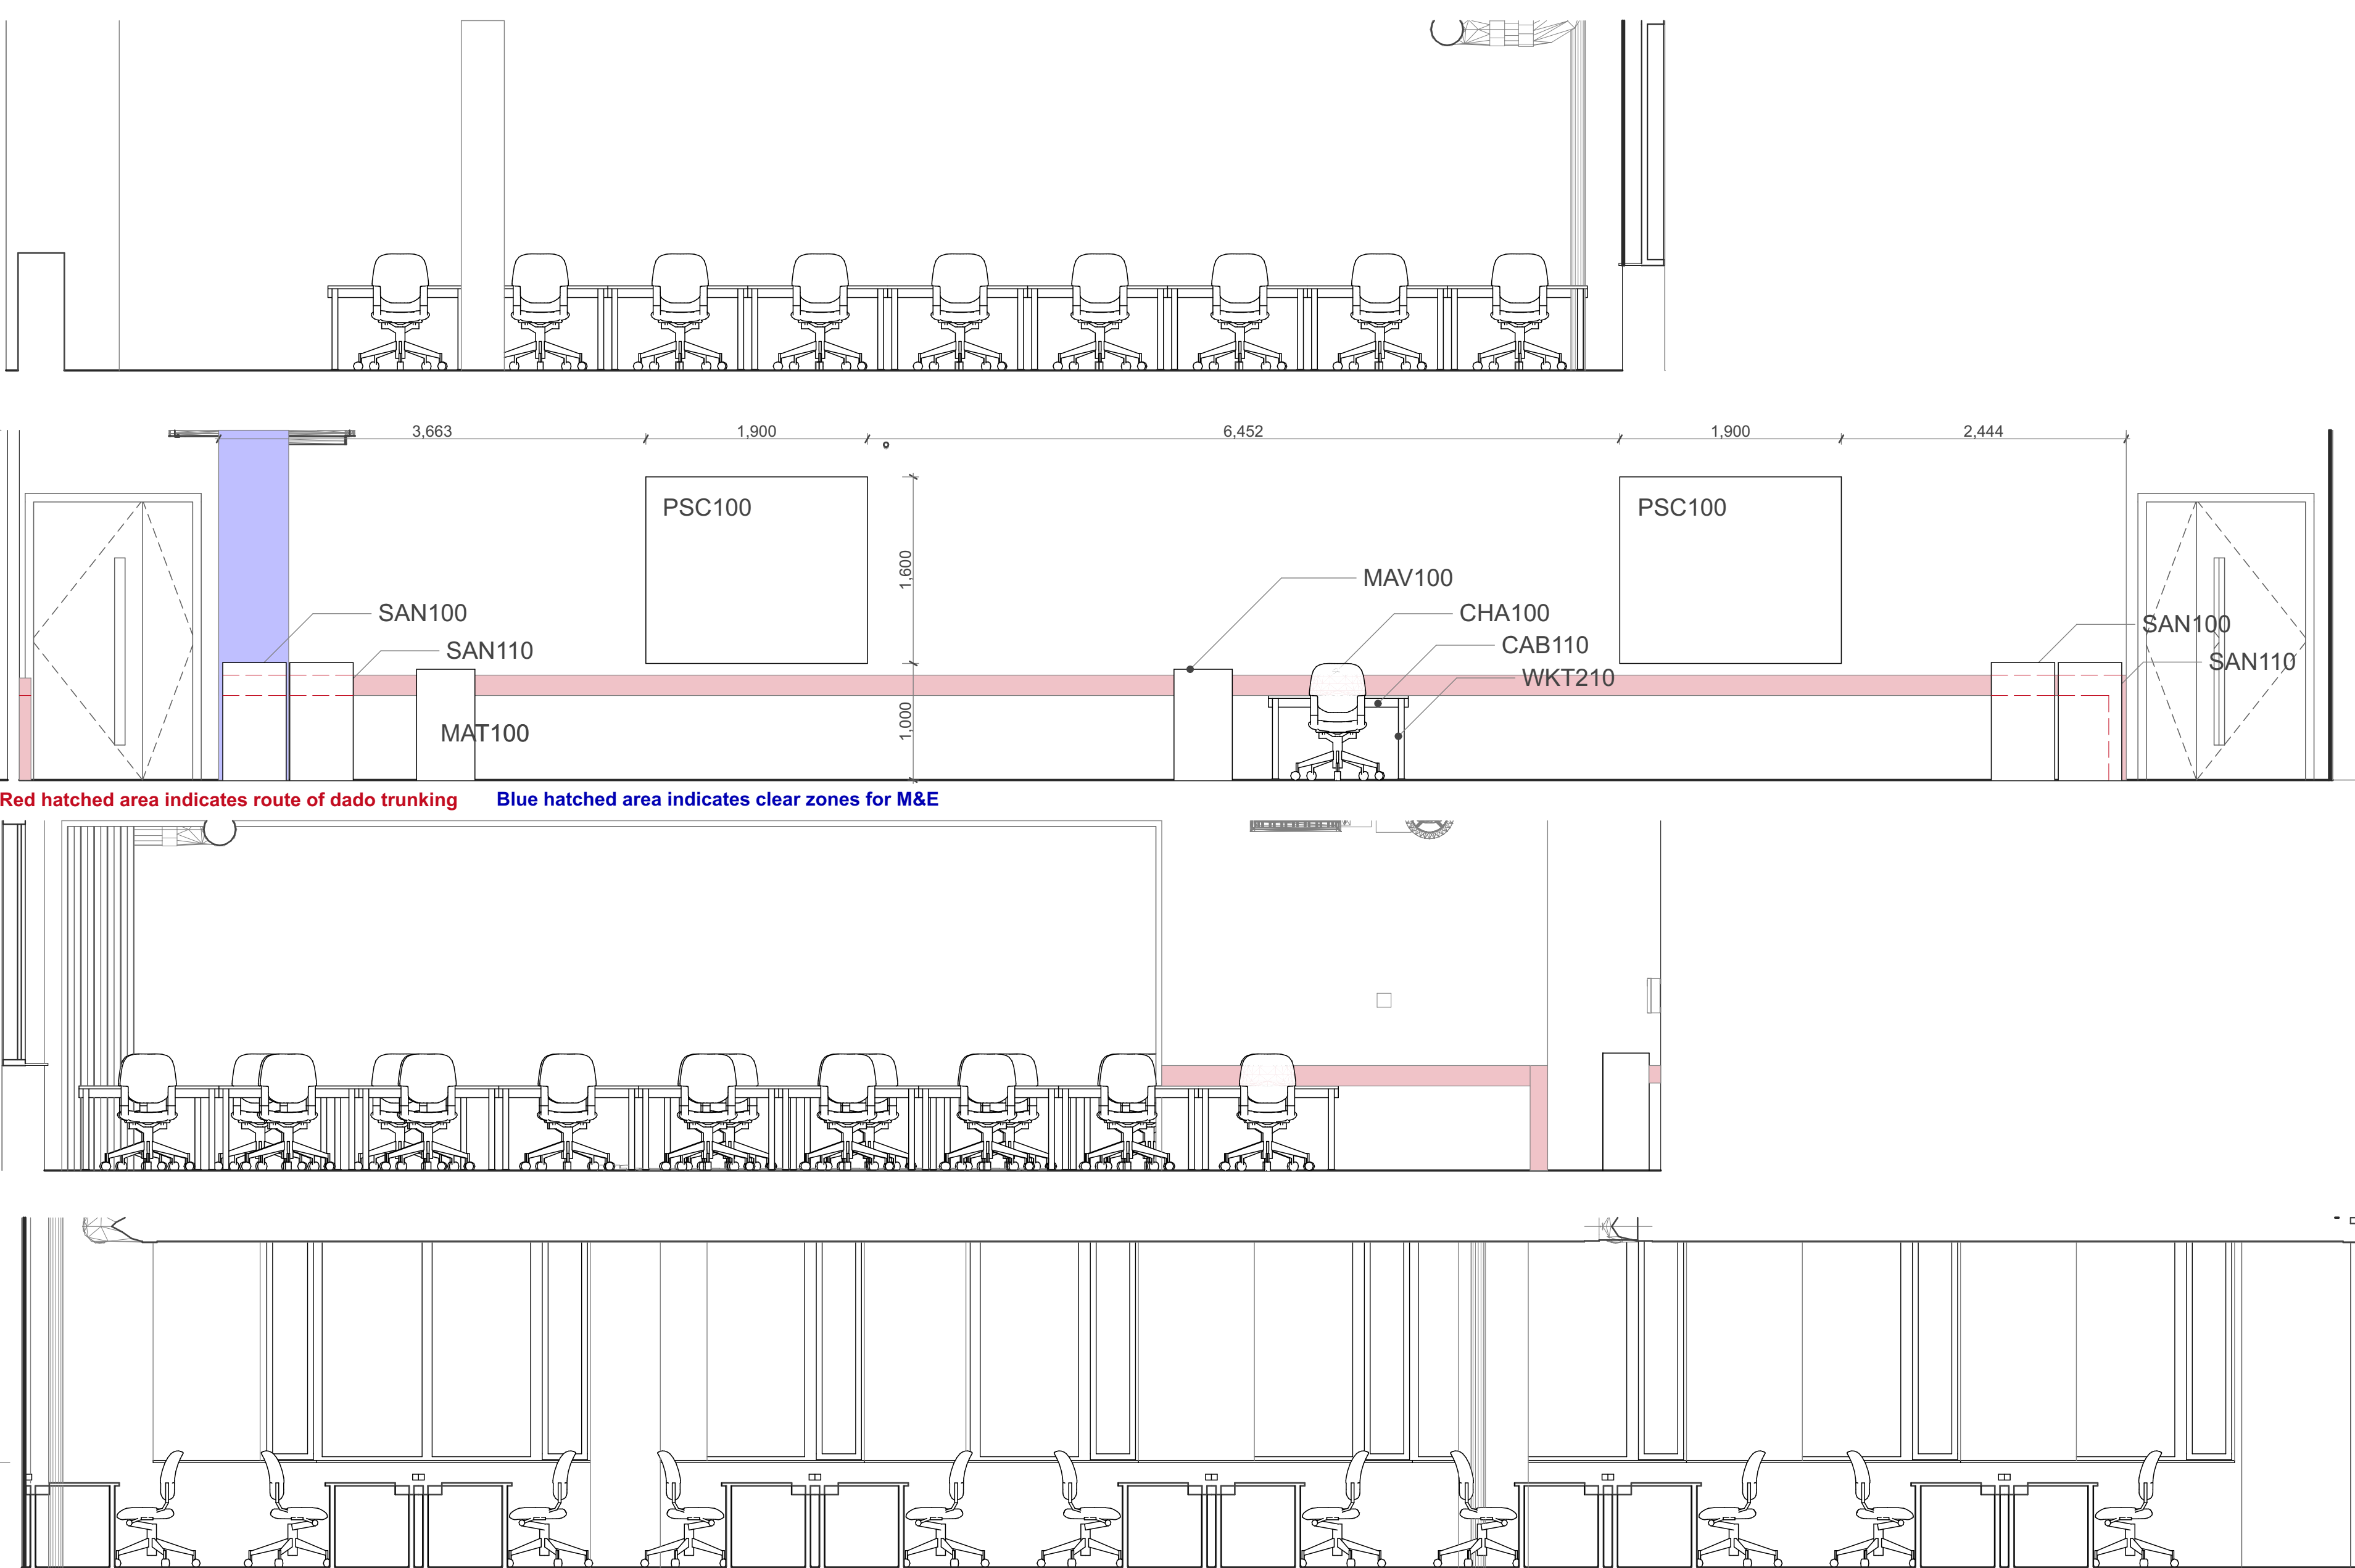 3,663
1,900
6,452
1,900
2,444
PSC100
PSC100
1,600
MAV100
SAN100
CHA100
SAN100
SAN110
CAB110
SAN110
WKT210
1,000
MAT100
Red hatched area indicates route of dado trunking
Blue hatched area indicates clear zones for M&E